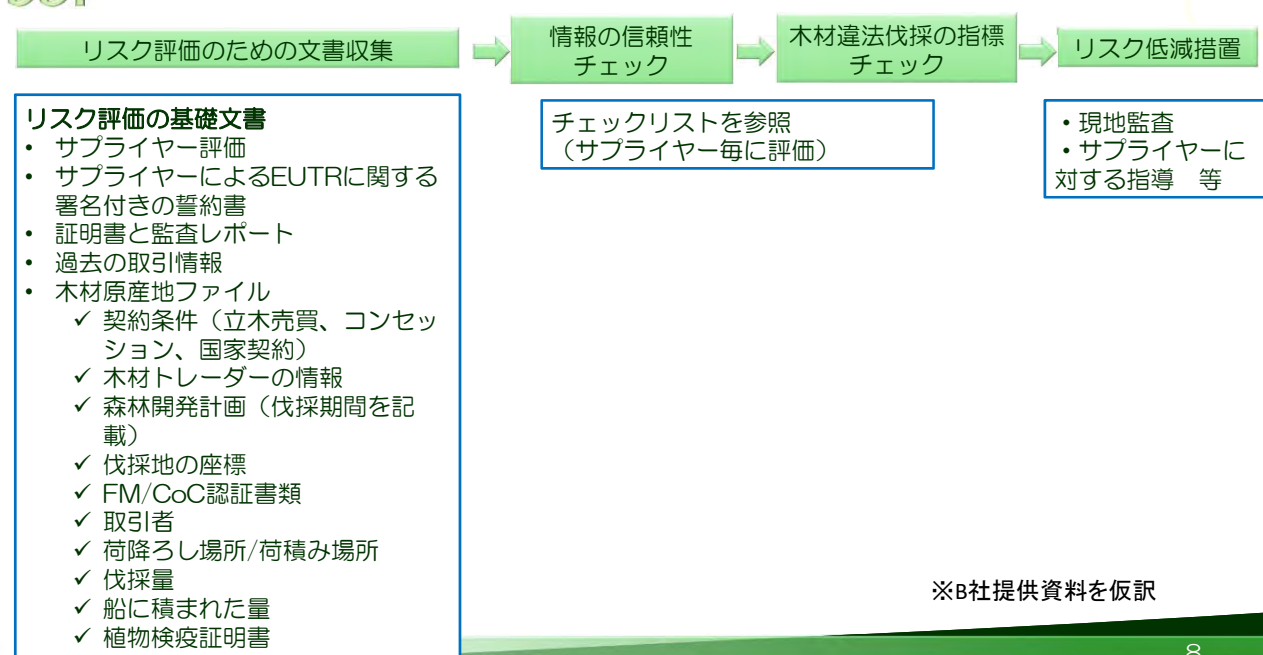 リスク評価のための文書収集
情報の信頼性
チェック
木材違法伐採の指標
チェック
リスク低減措置
リスク評価の基礎文書
• サプライヤー評価
• サプライヤーによるEUTRに関する
署名付きの誓約書
• 証明書と監査レポート
• 過去の取引情報
• 木材原産地ファイル
✓ 契約条件（立木売買、コンセッ
ション、国家契約）
✓ 木材トレーダーの情報
✓ 森林開発計画（伐採期間を記
載）
✓ 伐採地の座標
✓ FM/CoC認証書類
✓ 取引者
✓ 荷降ろし場所/荷積み場所
✓ 伐採量
✓ 船に積まれた量
✓ 植物検疫証明書
チェックリストを参照
（サプライヤー毎に評価）
• 現地監査
• サプライヤーに
対する指導　等
※B社提供資料を仮訳
8